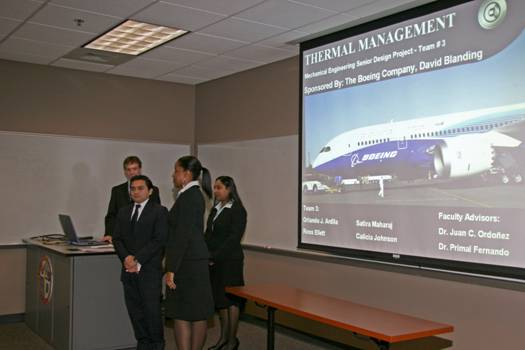 THERMAL MANAGEMENT
Mechanical Engineering Senior Design Project - Team # 3
Sponsored By: The Boeing Company, David Blanding
BOEING
Team 3:
Orlando J. Ardila
Ross Ellett
Satira Maharaj
Calicia Johnson
Faculty Advisors:
Dr. Juan C. Ordoñez
Dr. Primal Fernando